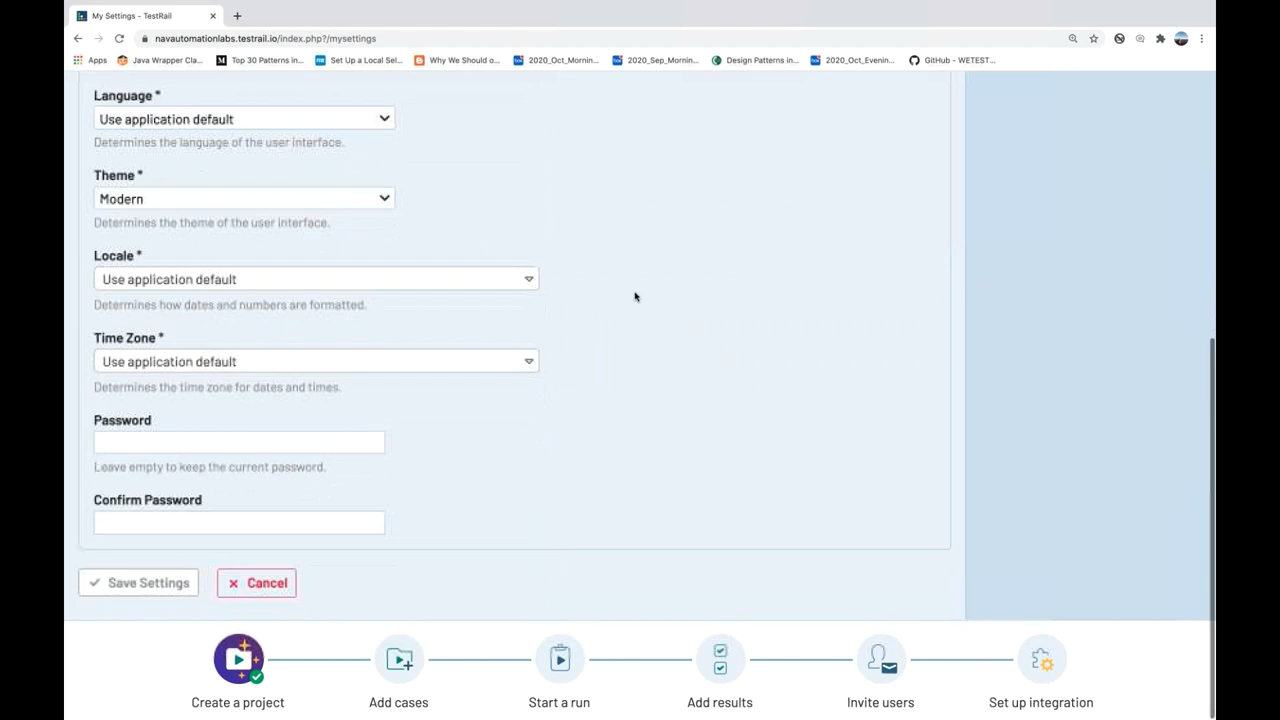 My Settings - TestRail
navautomationlabs.testrail.io/index.php?/mysettings
Apps
Java Wrapper Cla...
Top 30 Patterns in...
Set Up a Local Sel...
Why We Should o...
2020_Oct_Mornin...
2020_Sep_Mornin...
Design Patterns in...
2020_Oct_Evenin...
GitHub - WETEST...
Language *
Use application default
Determines the language of the user interface.
Theme *
Modern
Determines the theme of the user interface.
Locale *
Use application default
Determines how dates and numbers are formatted.
Time Zone *
Use application default
Determines the time zone for dates and times.
Password
Leave empty to keep the current password.
Confirm Password
Save Settings
Cancel
Create a project
Add cases
Start a run
Add results
Invite users
Set up integration